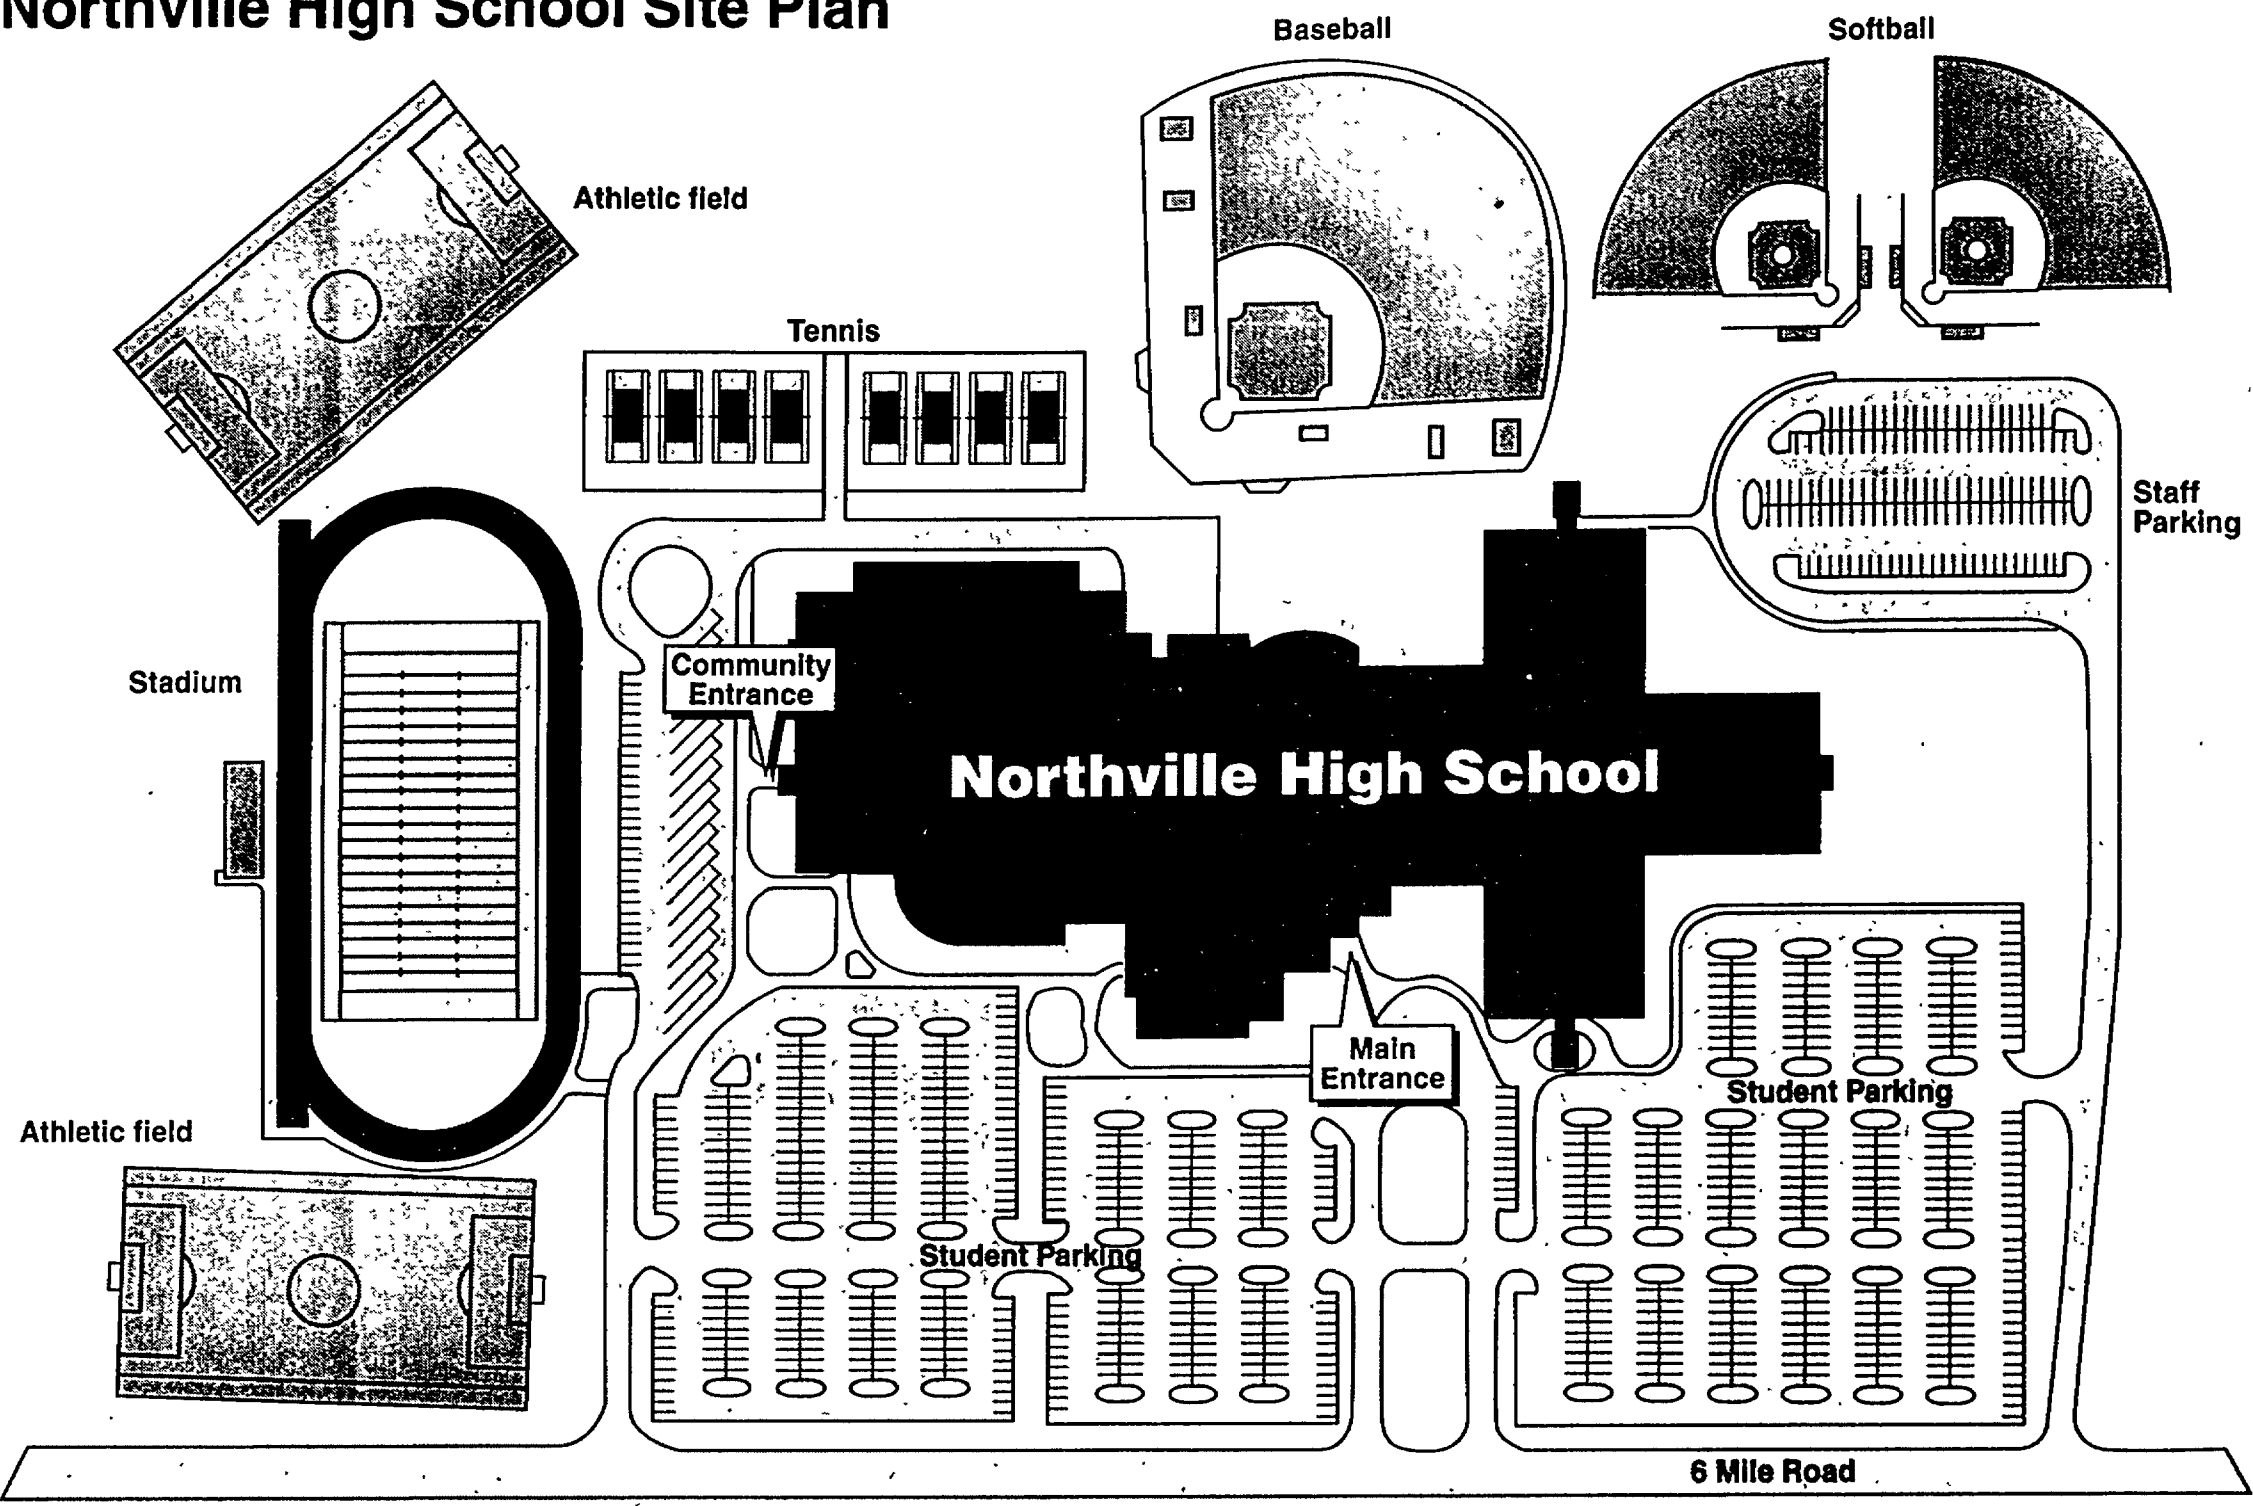 Northville High School Site Plan
Baseball
Softball
Athletic field
Tennis
Staff
Parking
Community
Entrance
Stadium
Northville High School
Main
Entrance
Student Parking
Athletic field
Student Parking
6 Mile Road